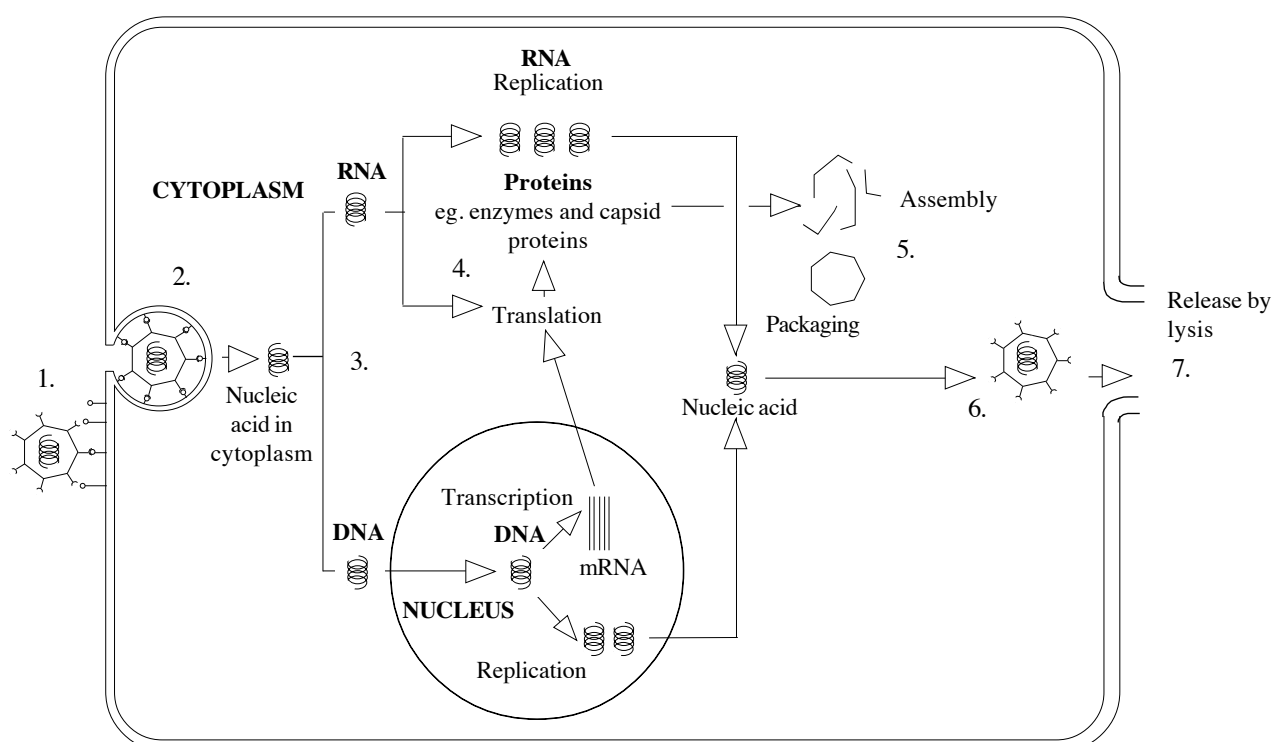 RNA
Replication
RNA
CYTOPLASM
Proteins
eg. enzymes and capsid
proteins
Assembly
5.
4.
2.
Translation
Packaging
Release by
lysis
7.
3.
1.
Nucleic
acid in
cytoplasm
Nucleic acid
6.
Transcription
DNA
DNA
mRNA
NUCLEUS
Replication